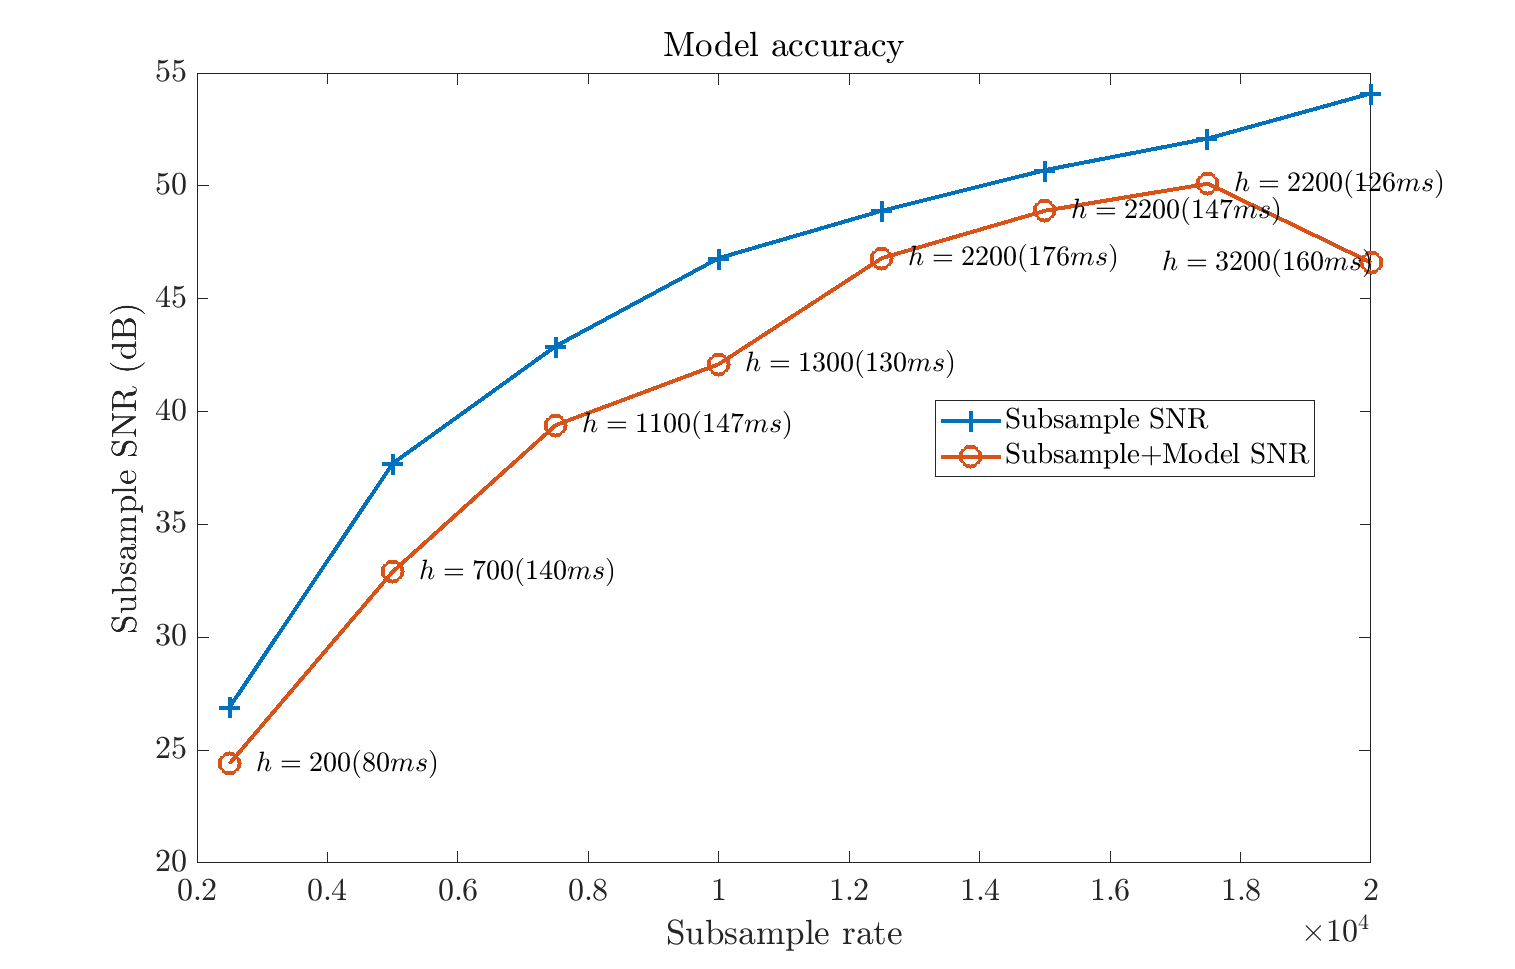 Model accuracy
55
50
45
40
35
30
25
20
Subsample SNR (dB)
h = 2200(126ms)
h = 2200(147ms)
h = 2200(176ms)
h = 3200(160ms)
h = 1300(130ms)
h = 1100(147ms)
h = 700(140ms)
h = 200(80ms)
Subsample SNR
Subsample+Model SNR
0.2 0.4 0.6 0.8 1 1.2 1.4 1.6 1.8 2
×10⁴
Subsample rate